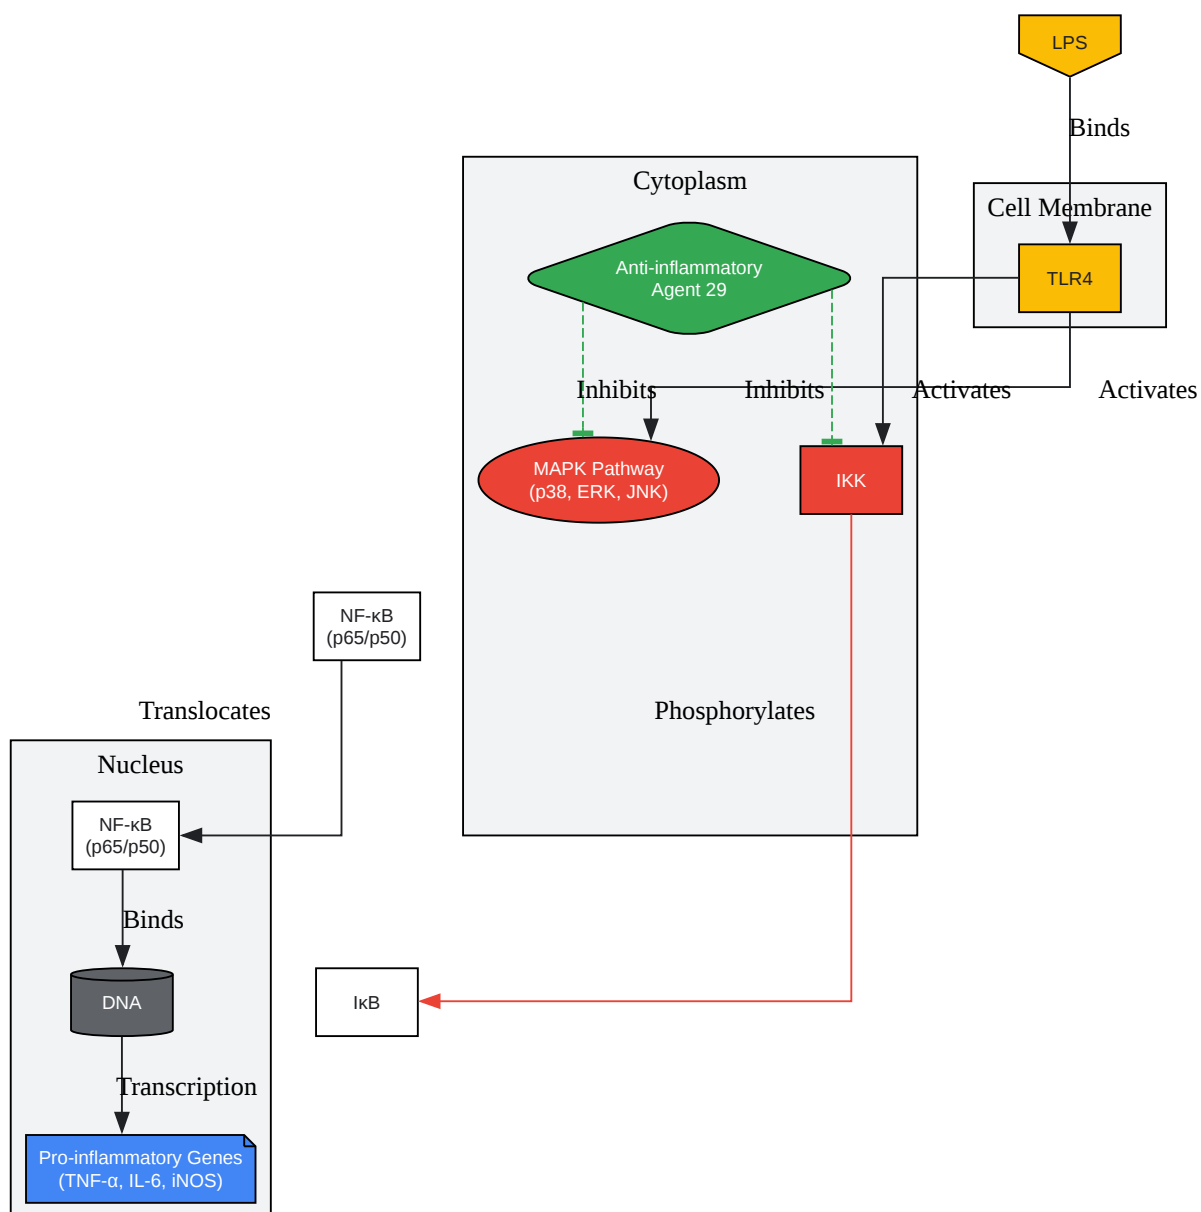 LPS
Binds
Cytoplasm
Cell Membrane
Anti-inflammatory
Agent 29
TLR4
Inhibits
Inhibits
Activates
Activates
MAPK Pathway
(p38, ERK, JNK)
IKK
NF-κB
(p65/p50)
Translocates
Phosphorylates
Nucleus
NF-κB
(p65/p50)
Binds
DNA
IκB
Transcription
Pro-inflammatory Genes
(TNF-α, IL-6, iNOS)